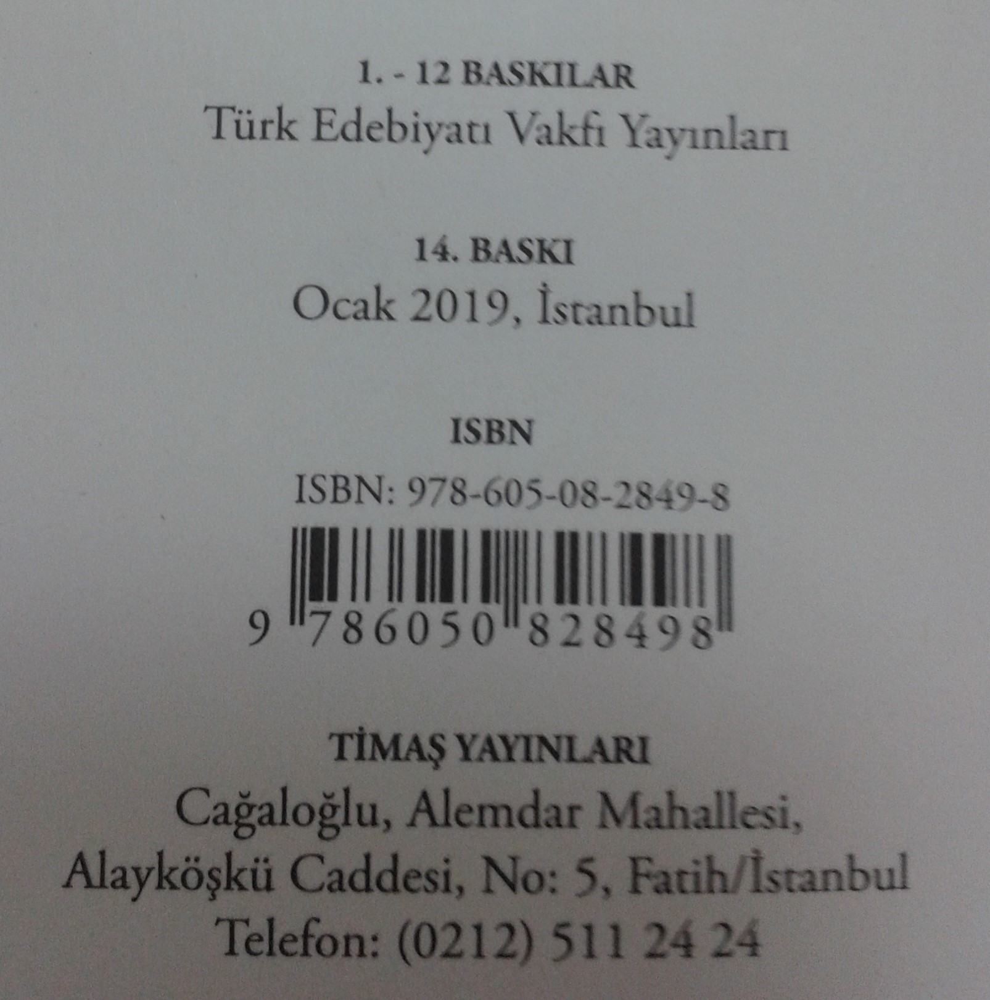 1. - 12 BASKILAR
Türk Edebiyatı Vakfı Yayınları
14. BASKI
Ocak 2019, İstanbul
ISBN
ISBN: 978-605-08-2849-8
9 786050 828498
TİMAŞ YAYINLARI
Cağaloğlu, Alemdar Mahallesi,
Alayköşkü Caddesi, No: 5, Fatih/İstanbul
Telefon: (0212) 511 24 24